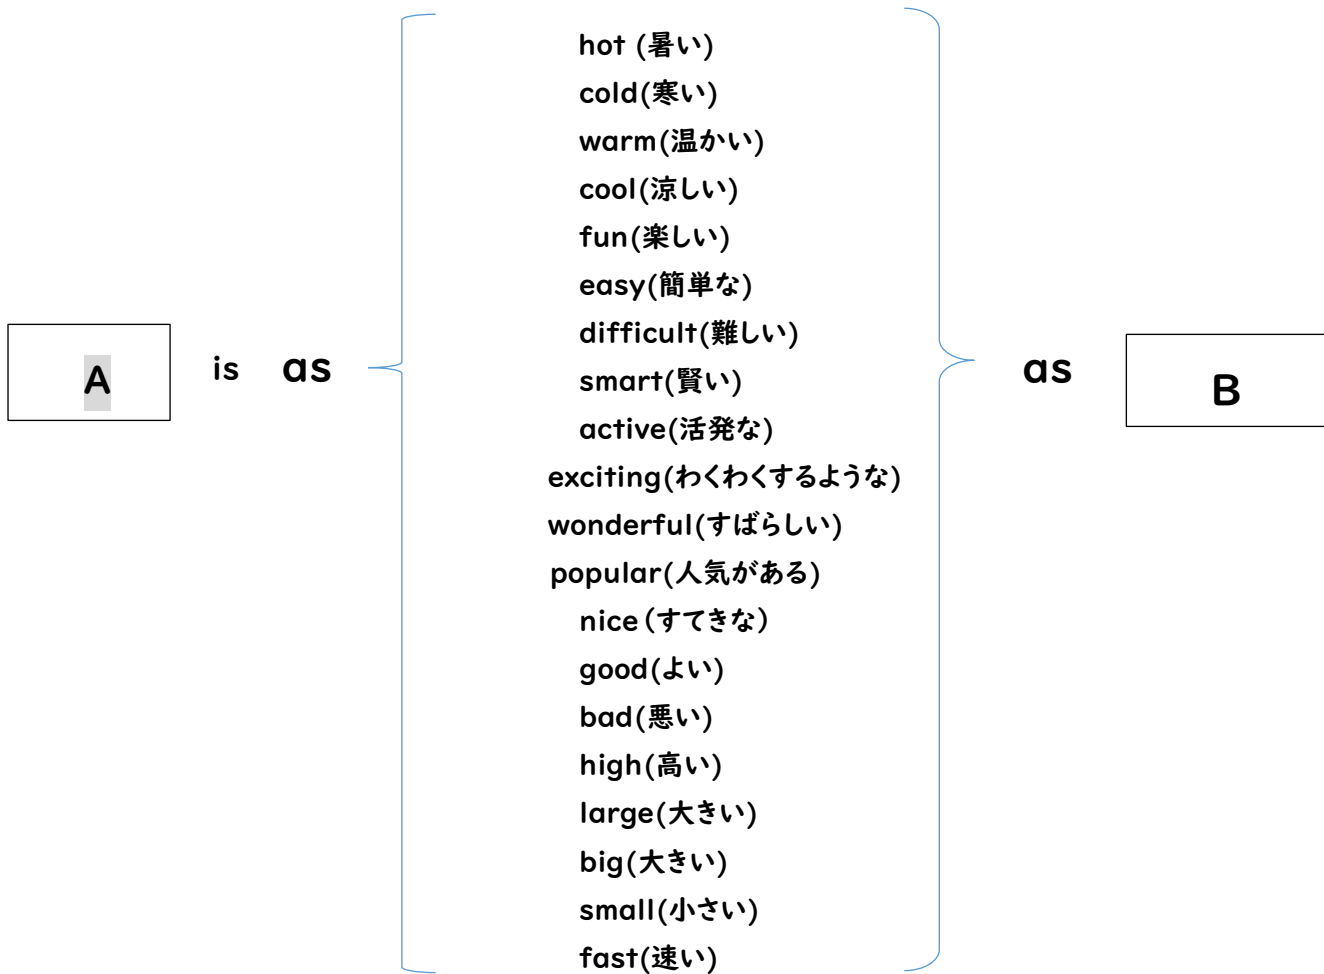 hot (暑い)
cold(寒い)
warm(温かい)
cool(涼しい)
fun(楽しい)
easy(簡単な)
difficult(難しい)
A is as as B
smart(賢い)
active(活発な)
exciting(わくわくするような)
wonderful(すばらしい)
popular(人気がある)
nice(すてきな)
good(よい)
bad(悪い)
high(高い)
large(大きい)
big(大きい)
small(小さい)
fast(速い)